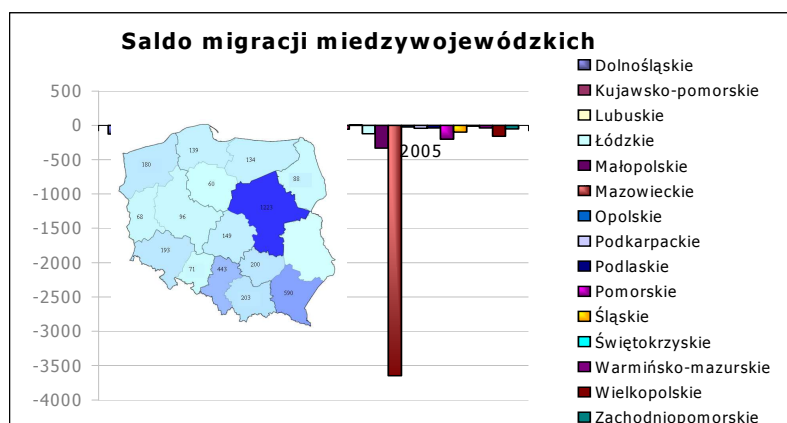 Saldo migracji miedzywojewódzkich
500
0
-500
-1000
-1500
-2000
-2500
-3000
-3500
-4000
2005
139
180
134
88
60
68
96
1221
149
193
71
443
200
203
590
Dolnośląskie
Kujawsko-pomorskie
Lubuskie
Łódzkie
Małopolskie
Mazowieckie
Opolskie
Podkarpackie
Podlaskie
Pomorskie
Śląskie
Świętokrzyskie
Warmińsko-mazurskie
Wielkopolskie
Zachodniopomorskie